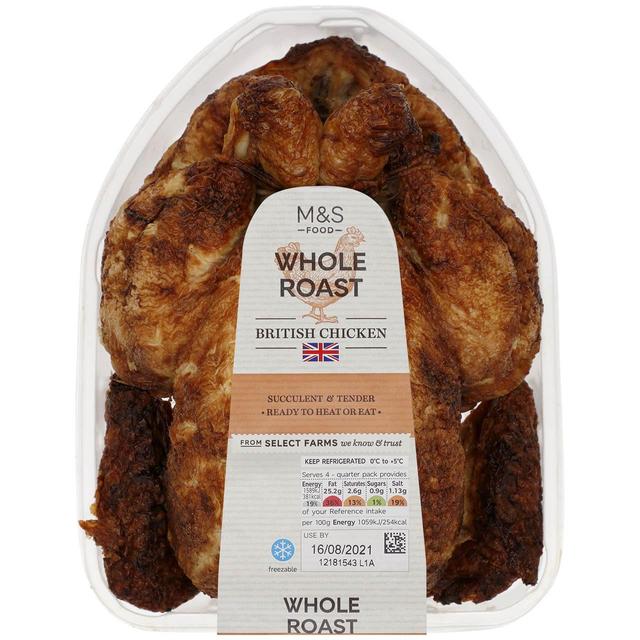 M&S
FOOD
WHOLE
ROAST
BRITISH CHICKEN
SUCCULENT & TENDER
• READY TO HEAT OR EAT •
FROM SELECT FARMS we know & trust
KEEP REFRIGERATED 0°C to +5°C
Serves 4 - quarter pack provides
Energy Fat Saturates Sugars Salt
1589kJ
381kcal 25.2g 2.6g 0.9g 1.13g
19% 36% 13% 1% 19%
of your Reference intake
per 100g Energy 1059kJ/254kcal
USE BY
16/08/2021
12181543 L1A
freezable
WHOLE
ROAST